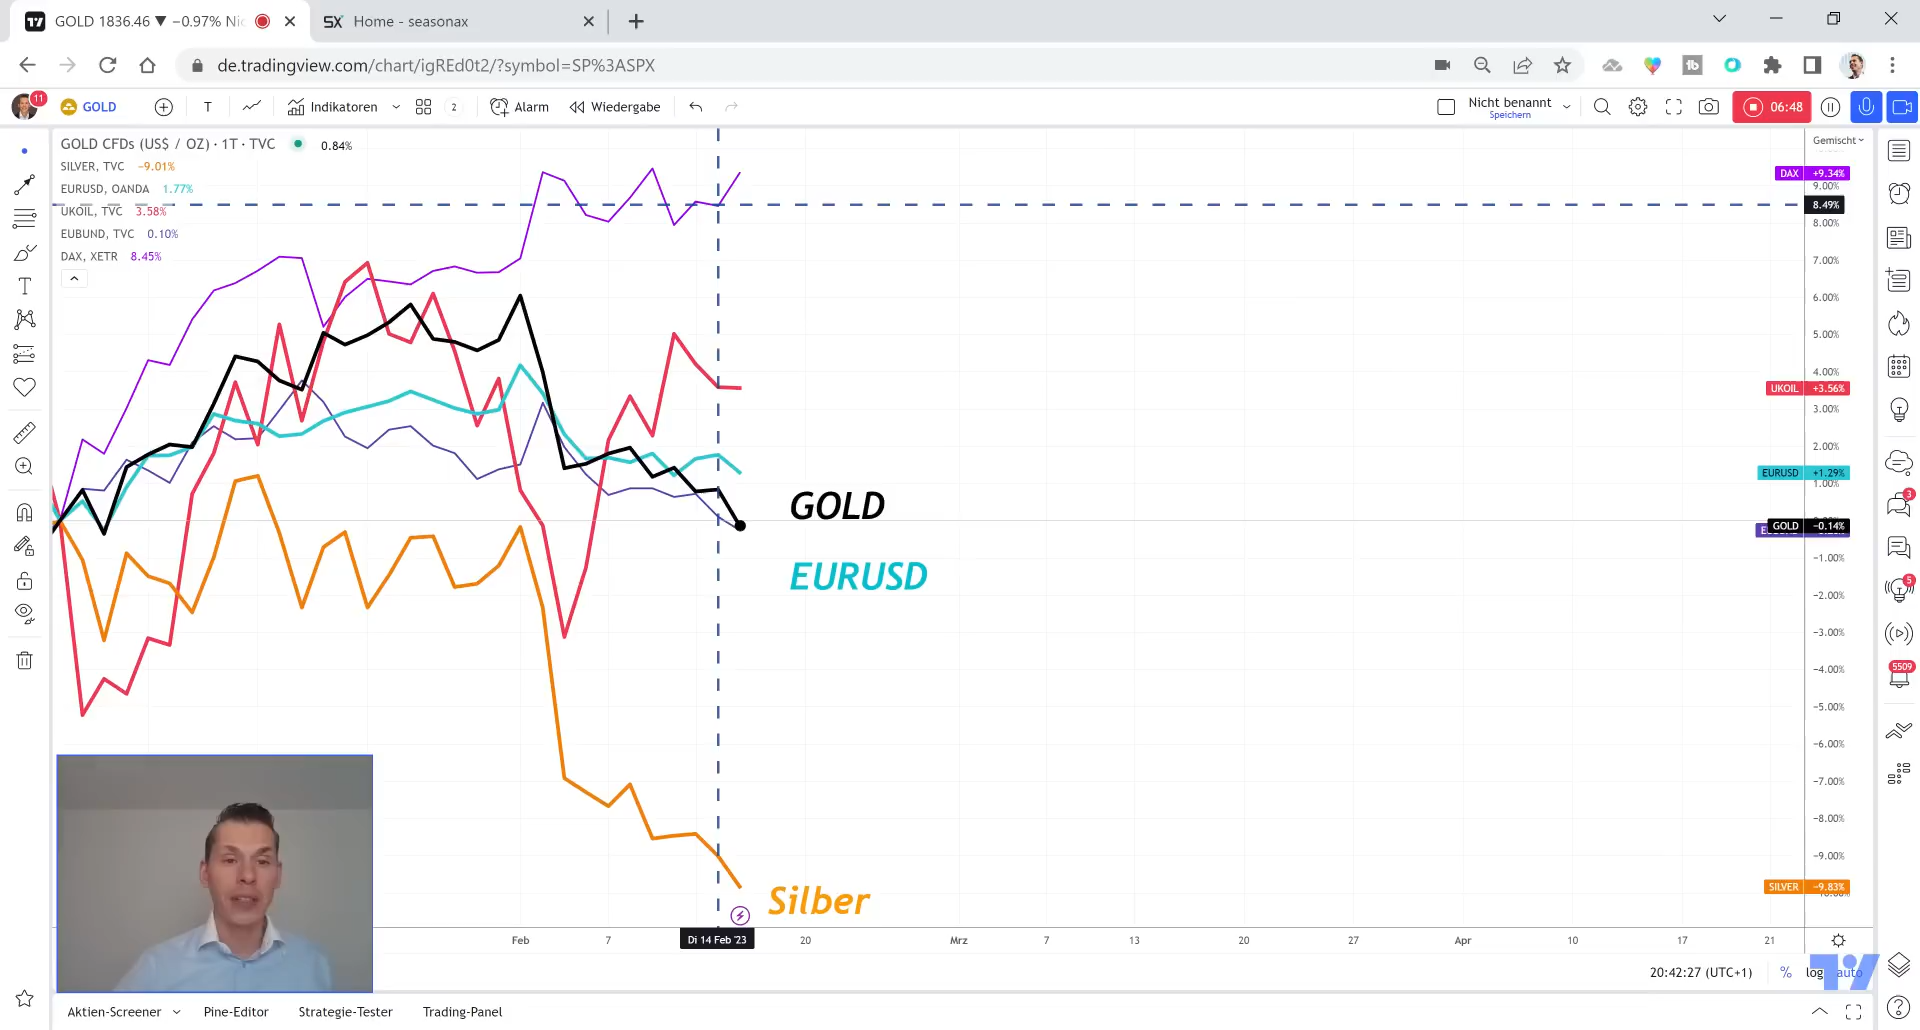 GOLD 1836.46 ▼ −0.97% Nic
SX Home - seasonax
de.tradingview.com/chart/igREd0t2/?symbol=SP%3ASPX
11
GOLD
T
Indikatoren
2
Alarm
Wiedergabe
Nicht benannt
Speichern
06:48
GOLD CFDs (US$ / OZ) · 1T · TVC 0.84%
SILVER, TVC −9.01%
EURUSD, OANDA 1.77%
UKOIL, TVC 3.58%
EUBUND, TVC 0.10%
DAX, XETR 8.45%
Gemischt
DAX +9.34%
9.00%
8.49%
8.00%
7.00%
6.00%
5.00%
4.00%
UKOIL +3.56%
3.00%
2.00%
EURUSD +1.29%
1.00%
GOLD −0.14%
−1.00%
−2.00%
−3.00%
−4.00%
−5.00%
−6.00%
−7.00%
−8.00%
−9.00%
SILVER −9.83%
GOLD
EURUSD
Silber
3
5
5509
Feb
7
Di 14 Feb '23
20
Mrz
7
13
20
27
Apr
10
17
21
20:42:27 (UTC+1)
%
log
auto
Aktien-Screener
Pine-Editor
Strategie-Tester
Trading-Panel